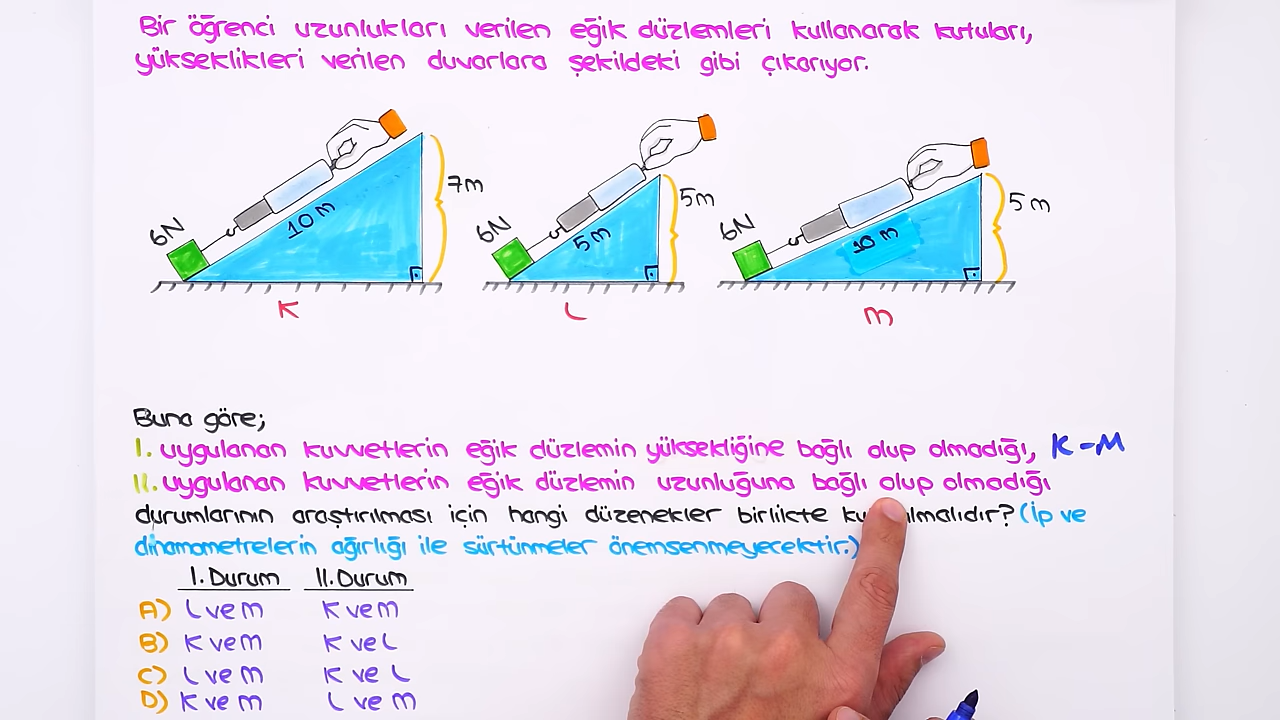 Bir öğrenci uzunlukları verilen eğik düzlemleri kullanarak kutuları,
yükseklikleri verilen duvarlara şekildeki gibi çıkarıyor.
6N
10 m
7m
K
6N
5 m
5m
L
6N
10 m
5 m
M
Buna göre;
I. uygulanan kuvvetlerin eğik düzlemin yüksekliğine bağlı olup olmadığı, K-M
II. uygulanan kuvvetlerin eğik düzlemin uzunluğuna bağlı olup olmadığı
durumlarının araştırılması için hangi düzenekler birlikte
(İp ve
dinamometrelerin ağırlığı ile sürtünmeler önemsenmeyecektir.)
I. Durum II. Durum
A) L ve M K ve M
B) K ve M K ve L
C) L ve M K ve L
D) K ve M L ve M